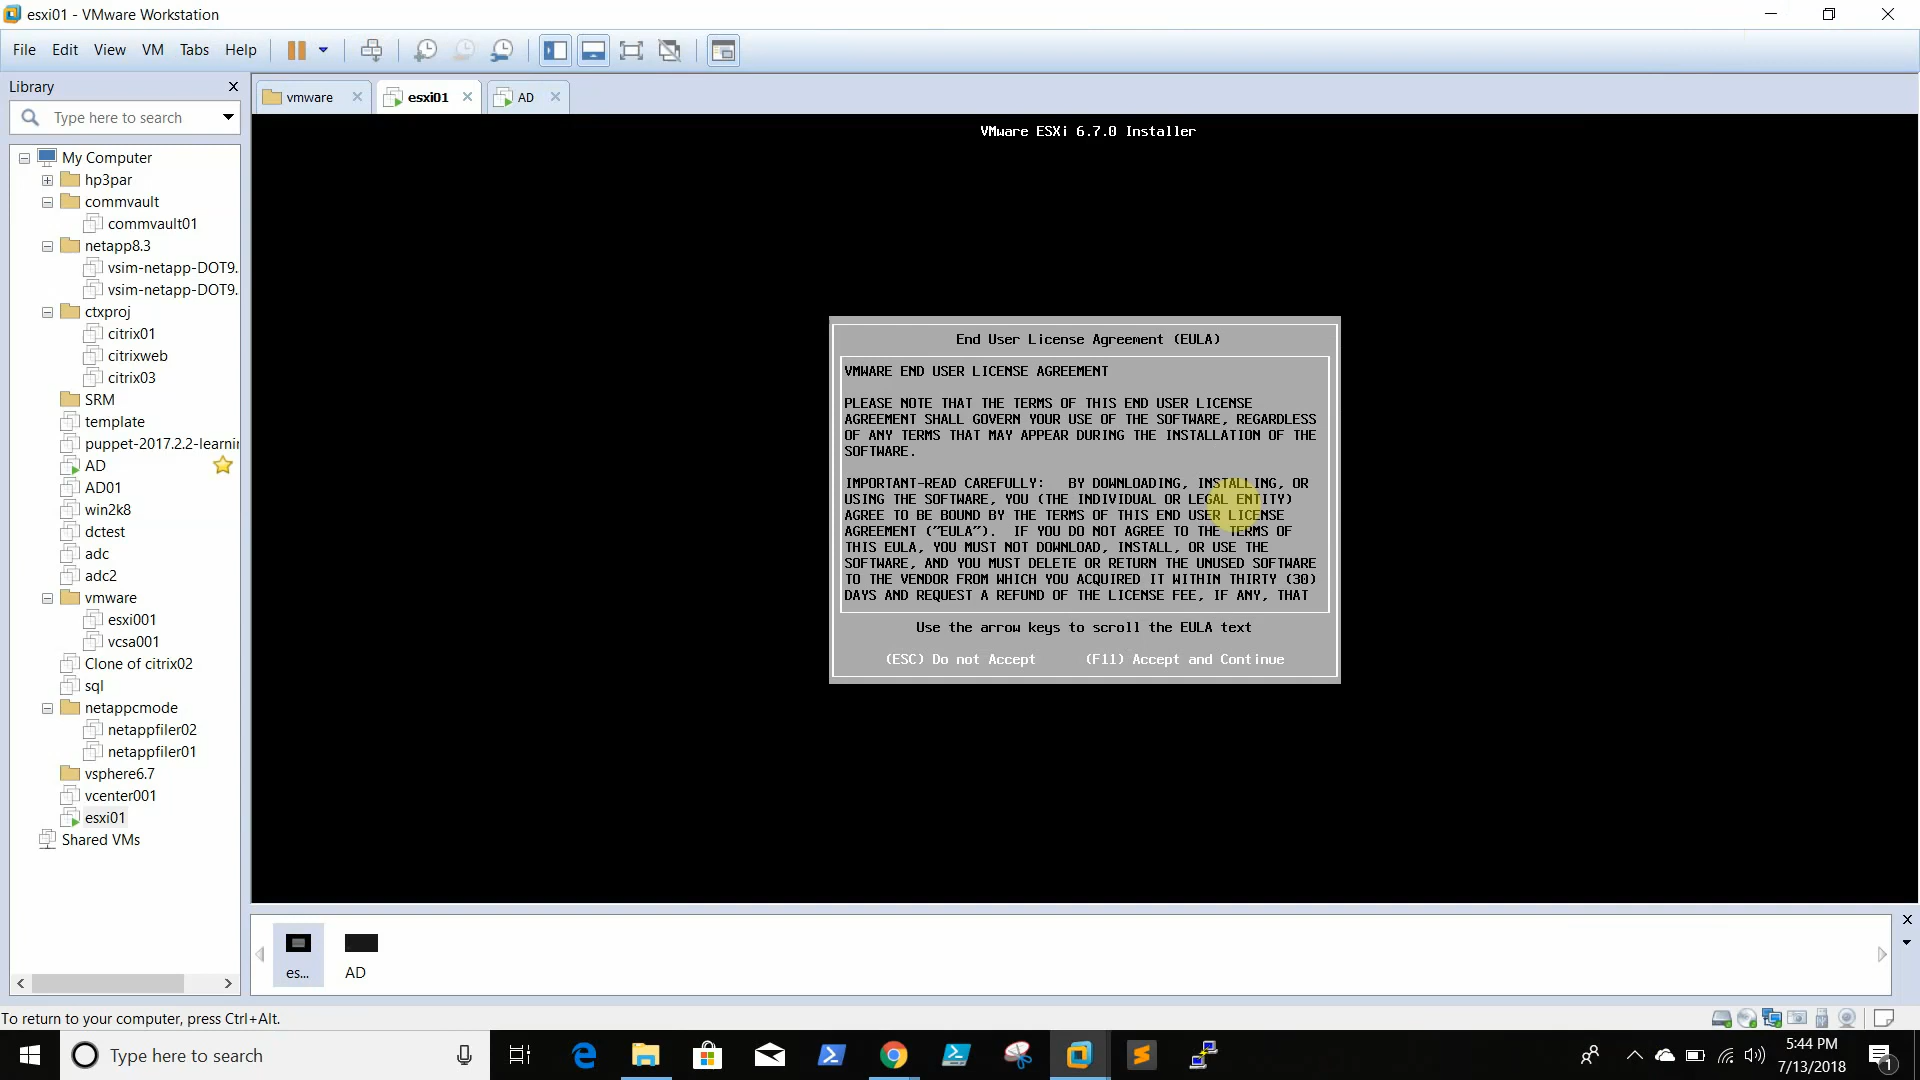 esxi01 - VMware Workstation
File Edit View VM Tabs Help
Library
Type here to search
My Computer
hp3par
commvault
commvault01
netapp8.3
vsim-netapp-DOT9.
vsim-netapp-DOT9.
ctxproj
citrix01
citrixweb
citrix03
SRM
template
puppet-2017.2.2-learnin
AD
AD01
win2k8
dctest
adc
adc2
vmware
esxi001
vcsa001
Clone of citrix02
sql
netappcmode
netappfiler02
netappfiler01
vsphere6.7
vcenter001
esxi01
Shared VMs
vmware esxi01 AD
VMware ESXi 6.7.0 Installer
End User License Agreement (EULA)
VMWARE END USER LICENSE AGREEMENT
PLEASE NOTE THAT THE TERMS OF THIS END USER LICENSE
AGREEMENT SHALL GOVERN YOUR USE OF THE SOFTWARE, REGARDLESS
OF ANY TERMS THAT MAY APPEAR DURING THE INSTALLATION OF THE
SOFTWARE.
IMPORTANT-READ CAREFULLY: BY DOWNLOADING, INSTALLING, OR
USING THE SOFTWARE, YOU (THE INDIVIDUAL OR LEGAL ENTITY)
AGREE TO BE BOUND BY THE TERMS OF THIS END USER LICENSE
AGREEMENT ("EULA"). IF YOU DO NOT AGREE TO THE TERMS OF
THIS EULA, YOU MUST NOT DOWNLOAD, INSTALL, OR USE THE
SOFTWARE, AND YOU MUST DELETE OR RETURN THE UNUSED SOFTWARE
TO THE VENDOR FROM WHICH YOU ACQUIRED IT WITHIN THIRTY (30)
DAYS AND REQUEST A REFUND OF THE LICENSE FEE, IF ANY, THAT
Use the arrow keys to scroll the EULA text
(ESC) Do not Accept (F11) Accept and Continue
es... AD
To return to your computer, press Ctrl+Alt.
Type here to search
5:44 PM
7/13/2018
1